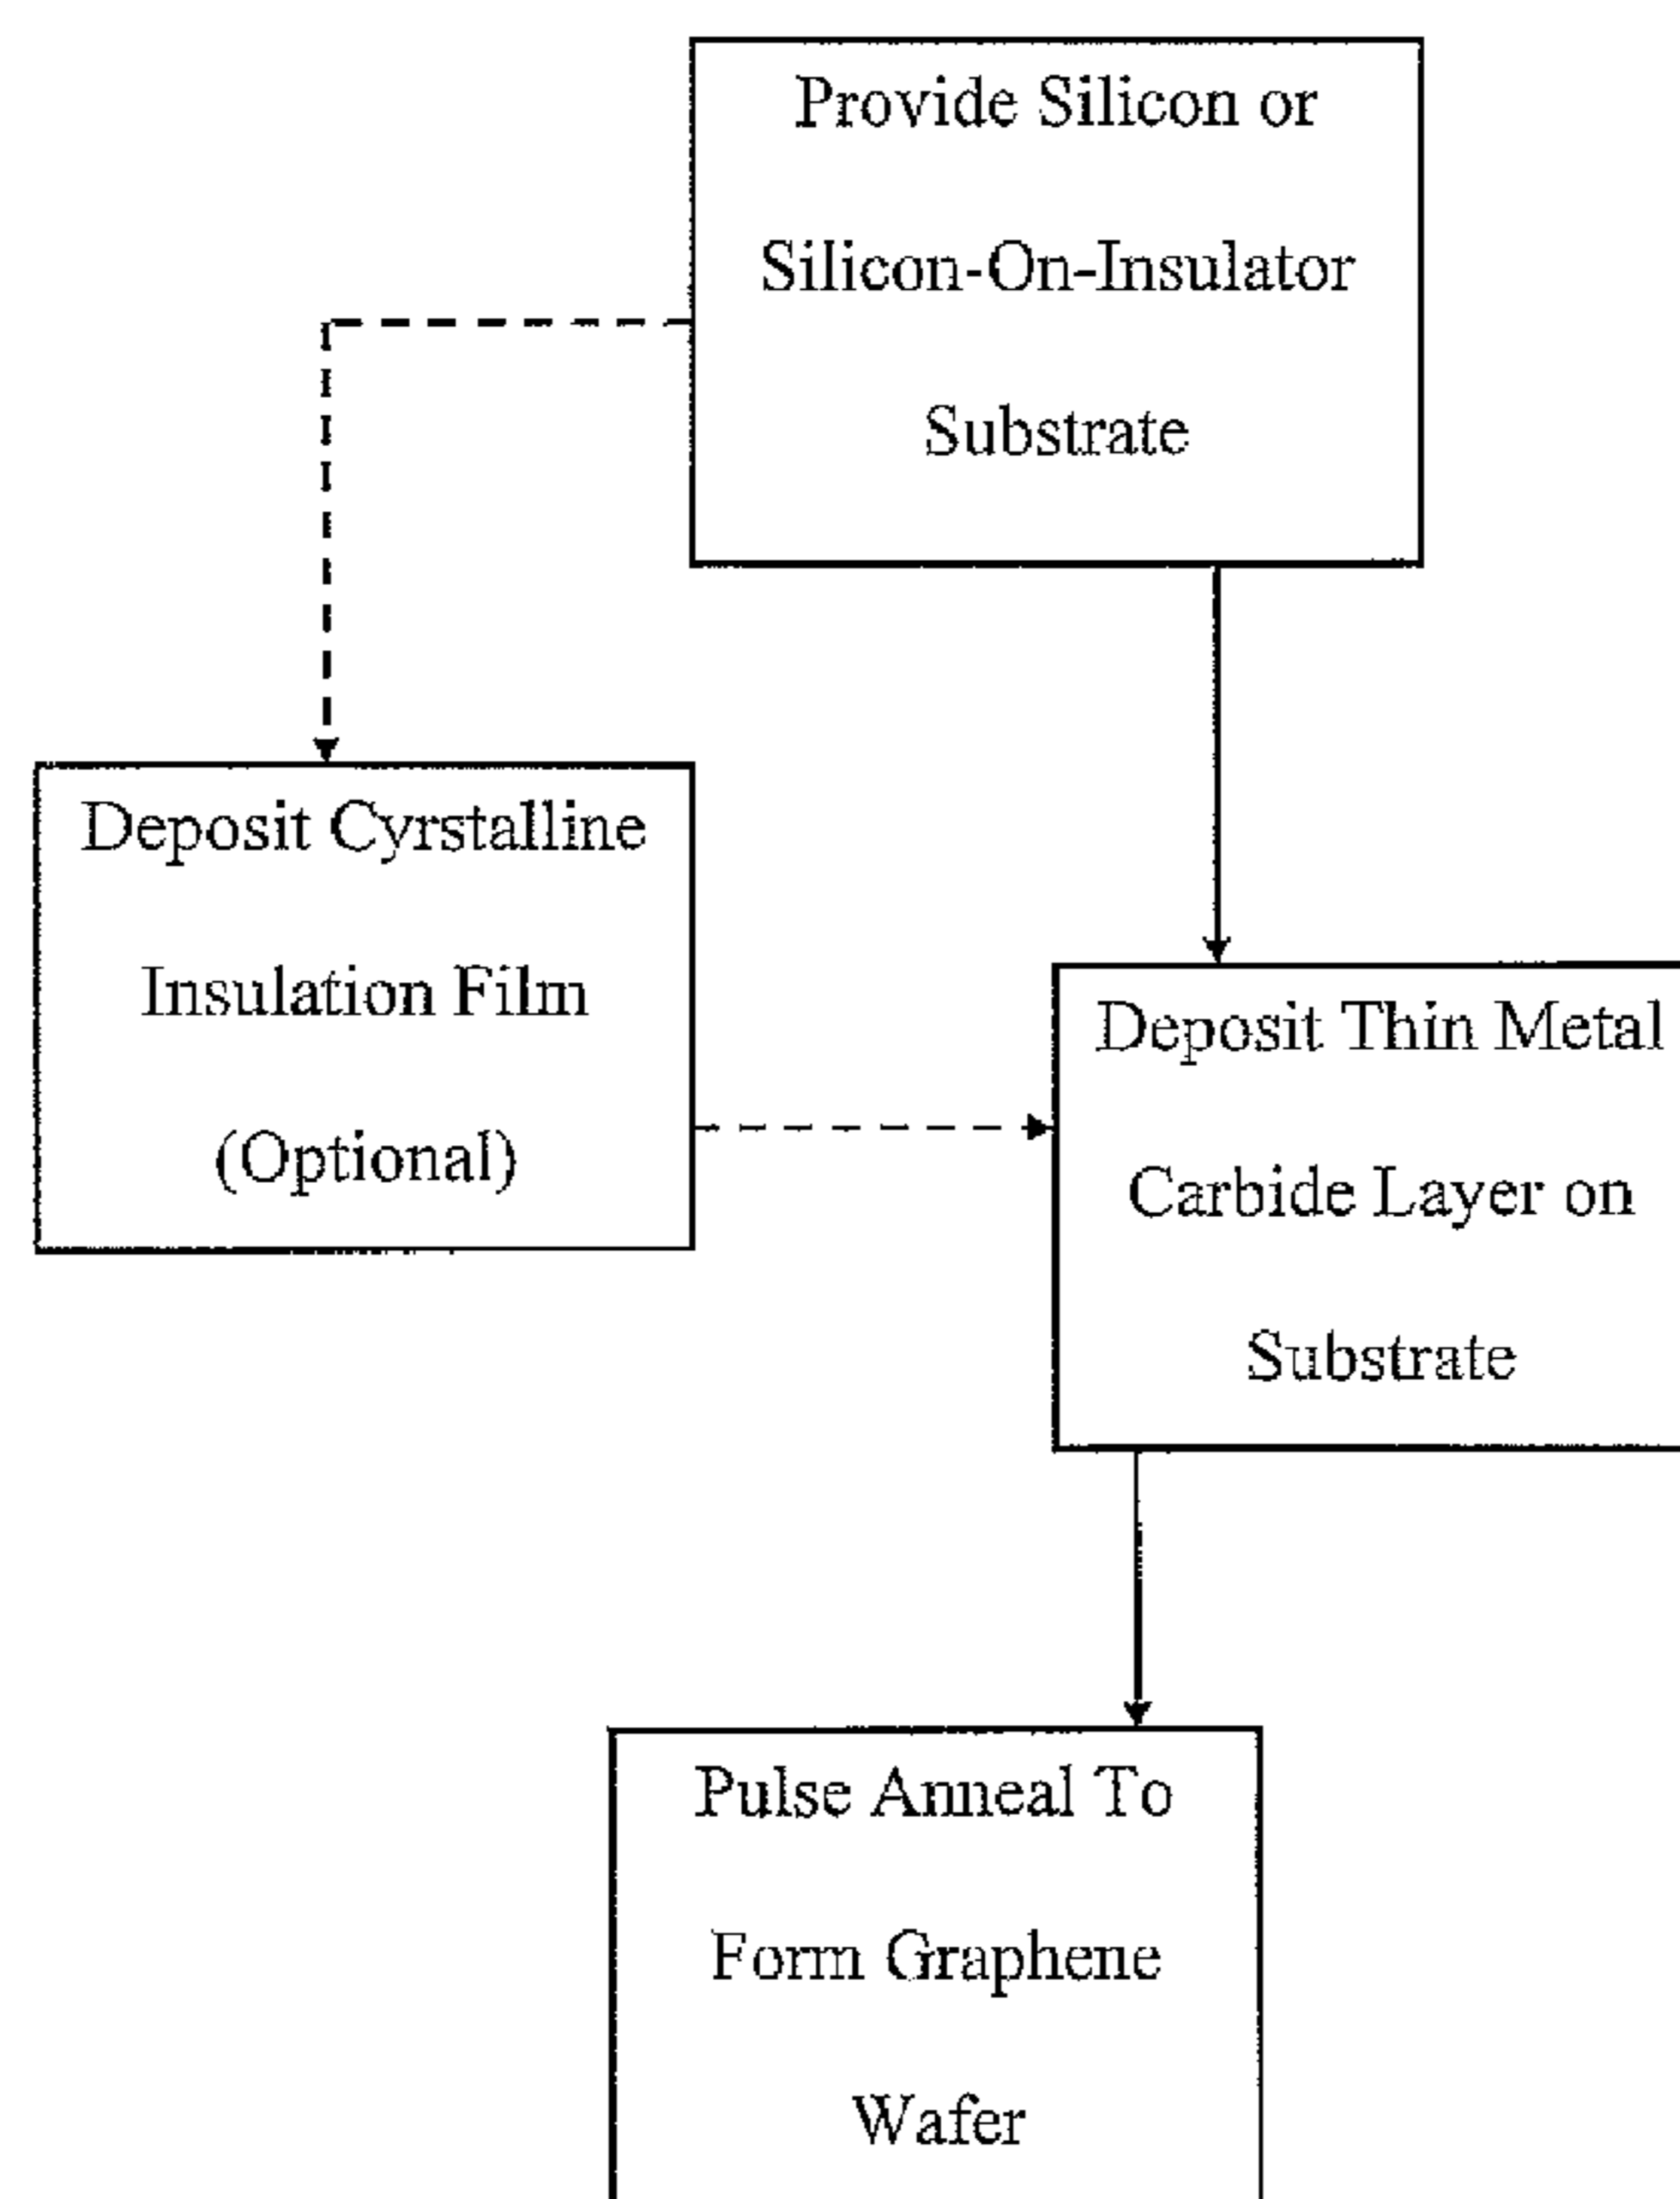 Provide Silicon or
Silicon-On-Insulator
Substrate
Deposit Cyrstalline
Insulation Film
(Optional)
Deposit Thin Metal
Carbide Layer on
Substrate
Pulse Anneal To
Form Graphene
Wafer